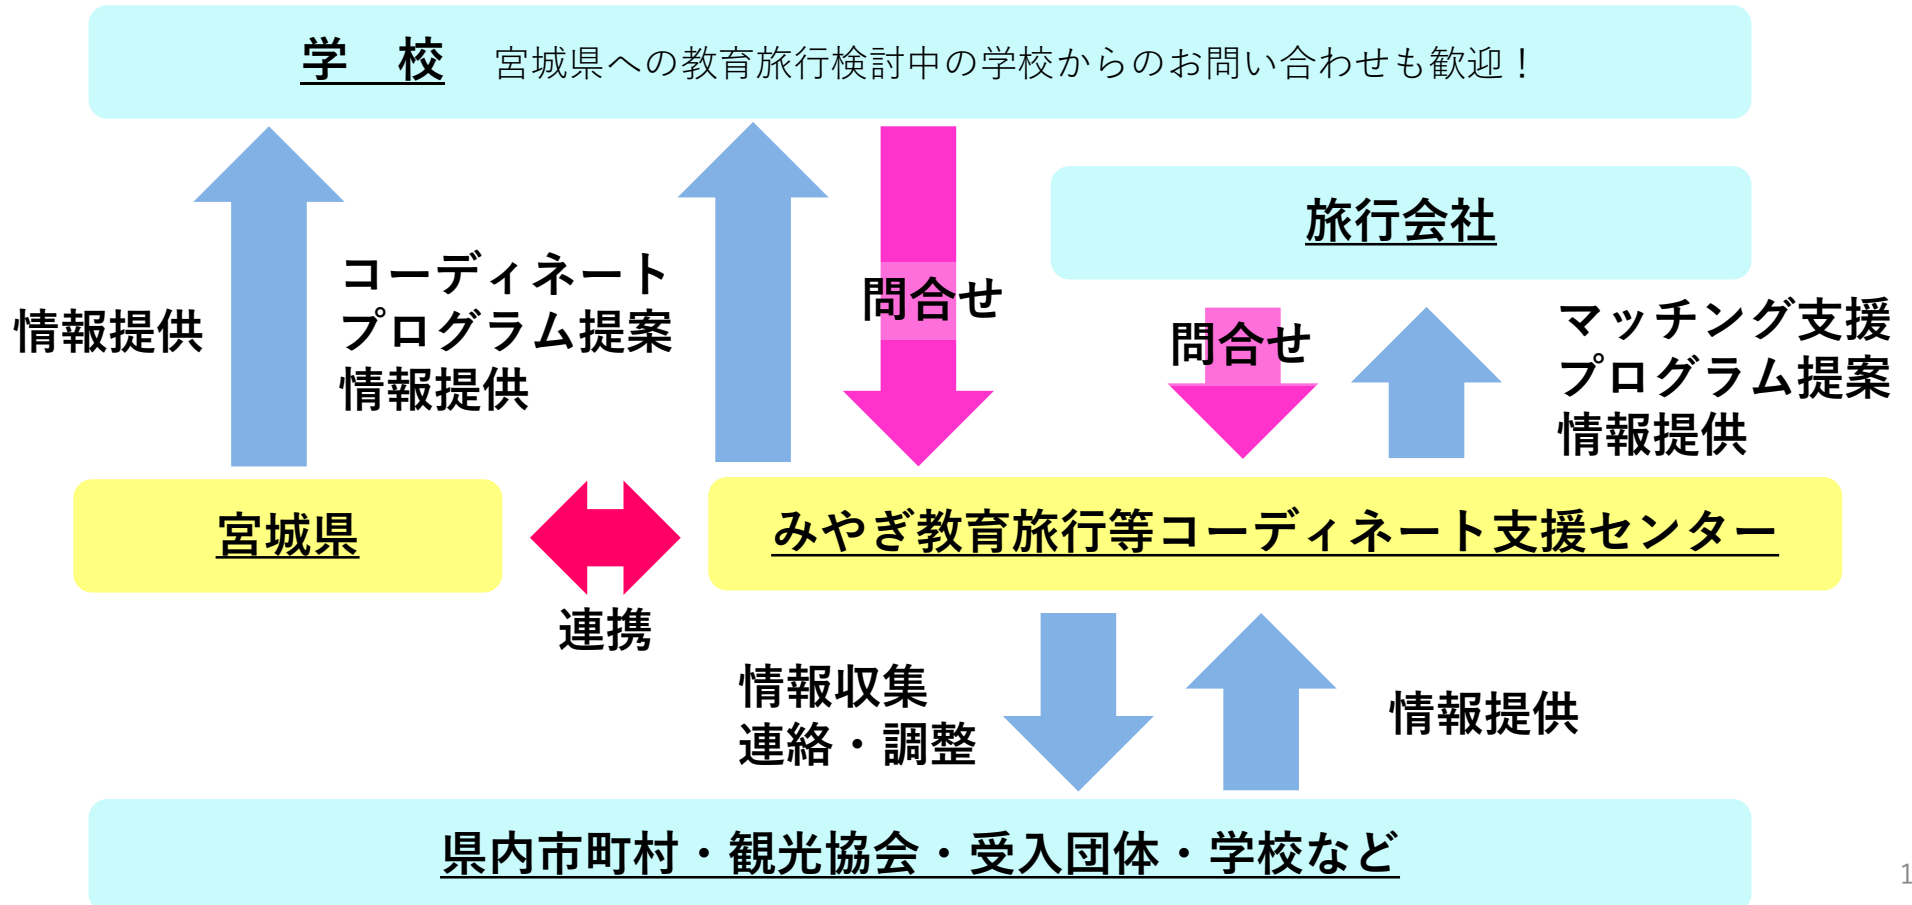 学　校　宮城県への教育旅行検討中の学校からのお問い合わせも歓迎！
旅行会社
情報提供
コーディネート
プログラム提案
情報提供
問合せ
問合せ
マッチング支援
プログラム提案
情報提供
宮城県
みやぎ教育旅行等コーディネート支援センター
連携
情報収集
連絡・調整
情報提供
県内市町村・観光協会・受入団体・学校など
1